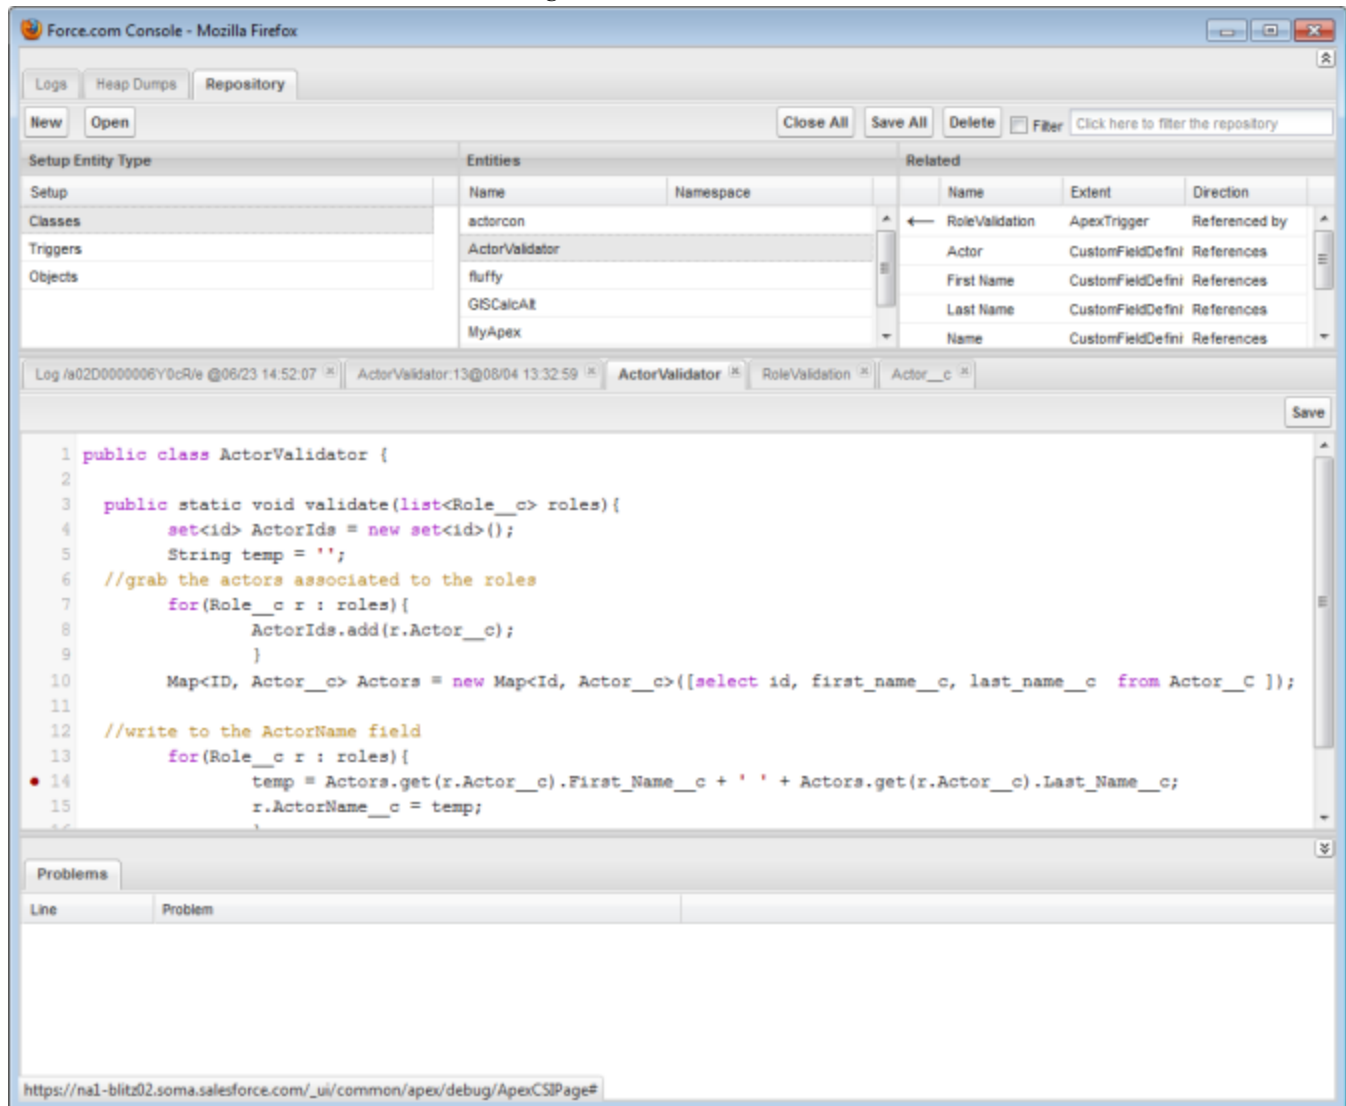 Force.com Console - Mozilla Firefox
Logs Heap Dumps Repository
New Open Close All Save All Delete Filter Click here to filter the repository
Setup Entity Type Entities Related
Setup Name Namespace Name Extent Direction
Classes actorcon ← RoleValidation ApexTrigger Referenced by
Triggers ActorValidator Actor CustomFieldDefini References
Objects fluffy First Name CustomFieldDefini References
GISCalcAlt Last Name CustomFieldDefini References
MyApex Name CustomFieldDefini References
Log /a02D0000006Y0cR/e @06/23 14:52:07 ActorValidator:13@08/04 13:32:59 ActorValidator RoleValidation Actor__c
Save
1 public class ActorValidator {
2
3 public static void validate(list<Role__c> roles){
4 set<id> ActorIds = new set<id>();
5 String temp = '';
6 //grab the actors associated to the roles
7 for(Role__c r : roles){
8 ActorIds.add(r.Actor__c);
9 }
10 Map<ID, Actor__c> Actors = new Map<Id, Actor__c>([select id, first_name__c, last_name__c from Actor__C ]);
11
12 //write to the ActorName field
13 for(Role__c r : roles){
14 temp = Actors.get(r.Actor__c).First_Name__c + ' ' + Actors.get(r.Actor__c).Last_Name__c;
15 r.ActorName__c = temp;
Problems
Line Problem
https://na1-blitz02.soma.salesforce.com/_ui/common/apex/debug/ApexCSIPage#